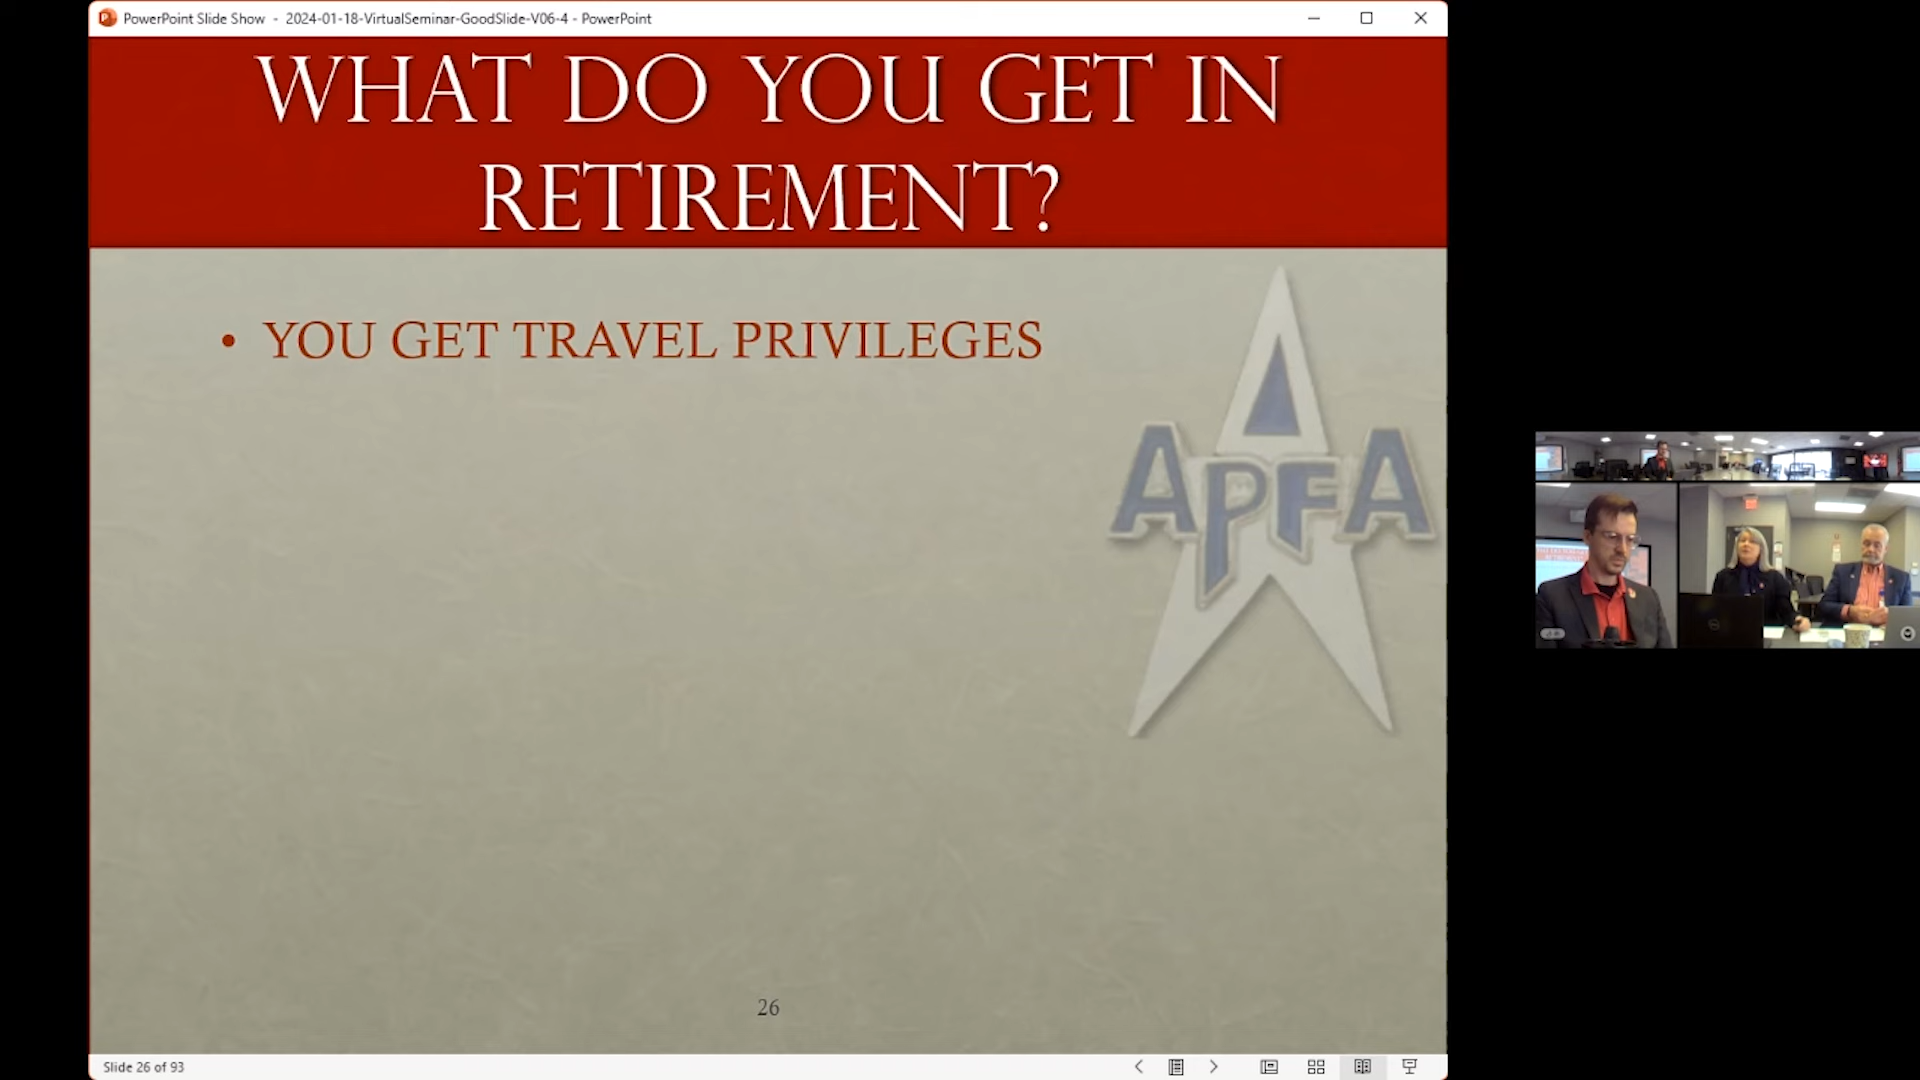 PowerPoint Slide Show - 2024-01-18-VirtualSeminar-GoodSlide-V06-4 - PowerPoint
WHAT DO YOU GET IN
RETIREMENT?
• YOU GET TRAVEL PRIVILEGES
APFA
26
Slide 26 of 93